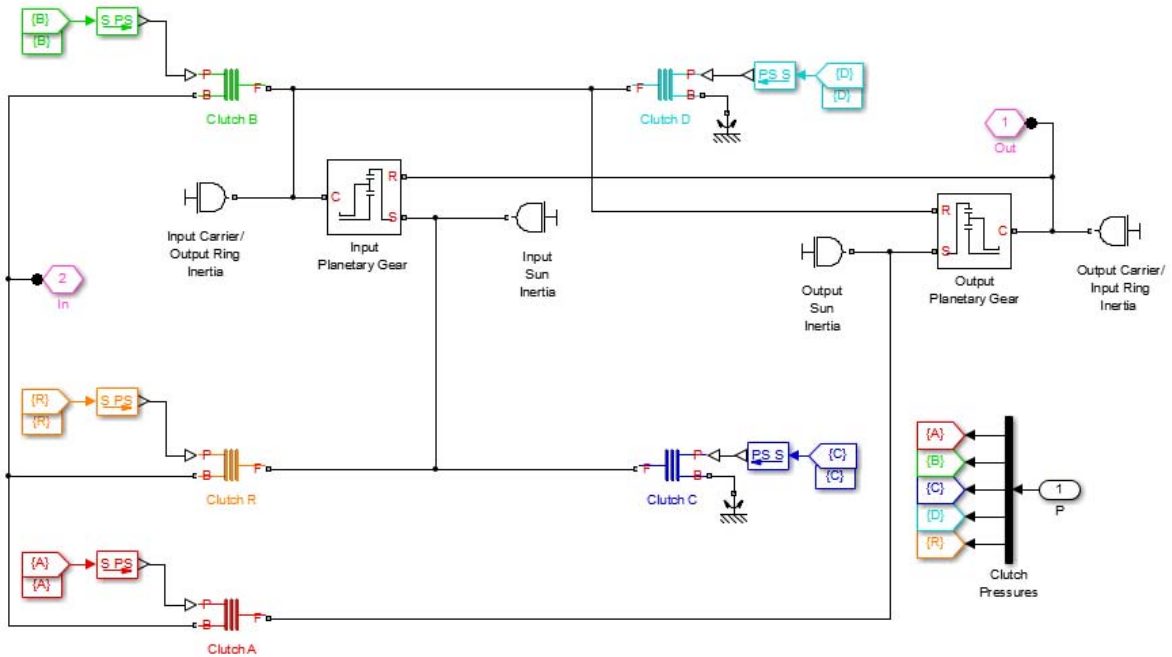 {B}
{B}
S PS
P
B
F
Clutch B
F
P
B
Clutch D
PS S
{D}
{D}
1
Out
C
R
S
Input Carrier/
Output Ring
Inertia
Input
Planetary Gear
Input
Sun
Inertia
2
In
R
S
C
Output
Sun
Inertia
Output
Planetary Gear
Output Carrier/
Input Ring
Inertia
{R}
{R}
S PS
P
B
F
Clutch R
F
P
B
Clutch C
PS S
{C}
{C}
{A}
{B}
{C}
{D}
{R}
1
P
Clutch
Pressures
{A}
{A}
S PS
P
B
F
Clutch A